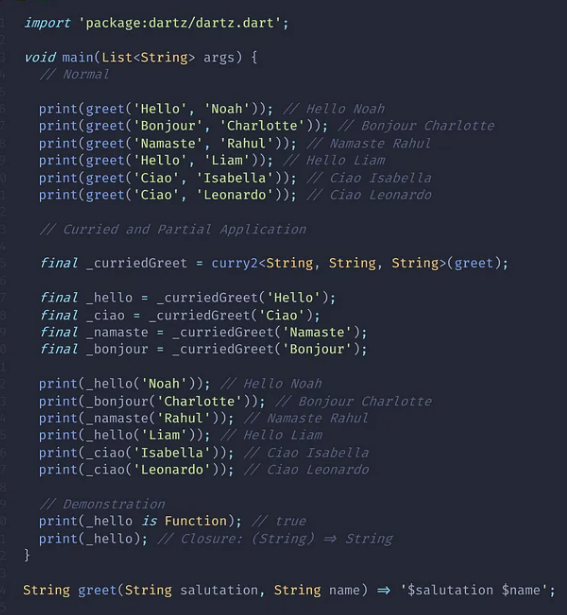 import 'package:dartz/dartz.dart';
void main(List<String> args) {
// Normal
print(greet('Hello', 'Noah')); // Hello Noah
print(greet('Bonjour', 'Charlotte')); // Bonjour Charlotte
print(greet('Namaste', 'Rahul')); // Namaste Rahul
print(greet('Hello', 'Liam')); // Hello Liam
print(greet('Ciao', 'Isabella')); // Ciao Isabella
print(greet('Ciao', 'Leonardo')); // Ciao Leonardo
// Curried and Partial Application
final _curriedGreet = curry2<String, String, String>(greet);
final _hello = _curriedGreet('Hello');
final _ciao = _curriedGreet('Ciao');
final _namaste = _curriedGreet('Namaste');
final _bonjour = _curriedGreet('Bonjour');
print(_hello('Noah')); // Hello Noah
print(_bonjour('Charlotte')); // Bonjour Charlotte
print(_namaste('Rahul')); // Namaste Rahul
print(_hello('Liam')); // Hello Liam
print(_ciao('Isabella')); // Ciao Isabella
print(_ciao('Leonardo')); // Ciao Leonardo
// Demonstration
print(_hello is Function); // true
print(_hello); // Closure: (String) => String
}
String greet(String salutation, String name) => '$salutation $name';